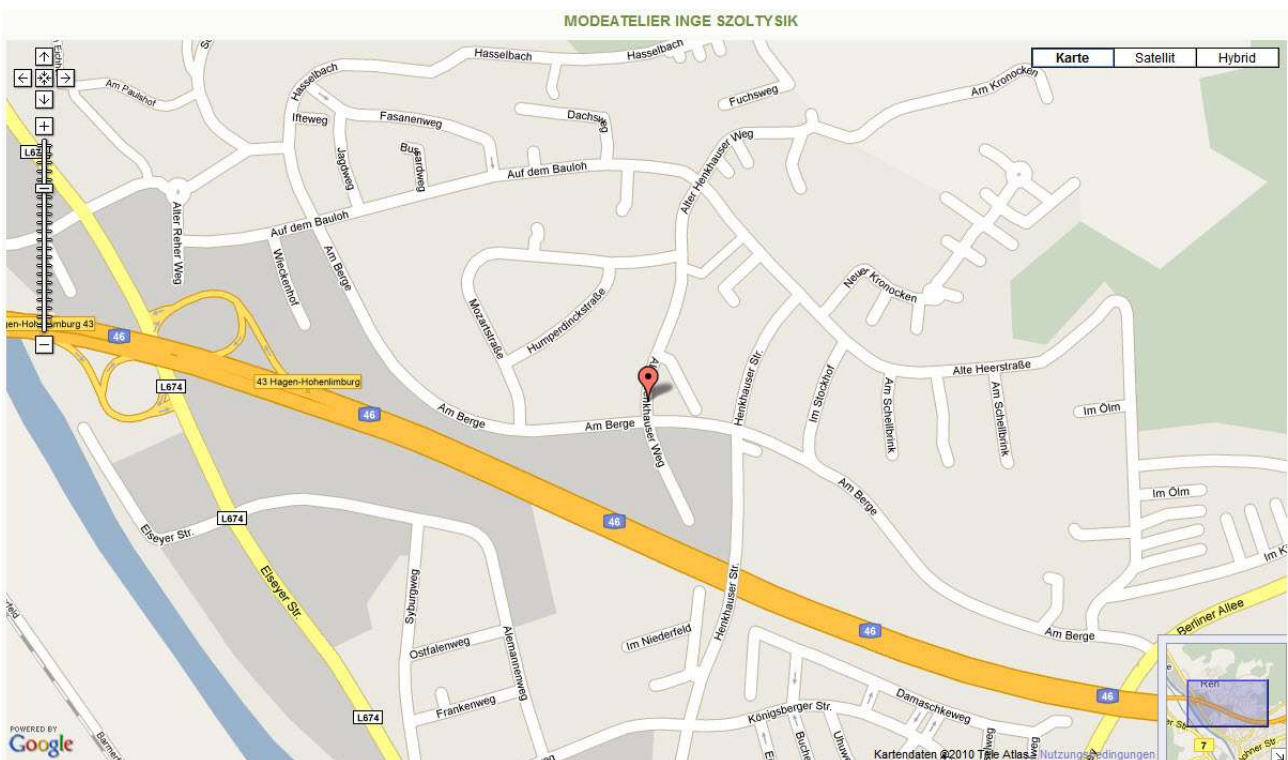 MODEATELIER INGE SZOLTYSIK
Karte
Satellit
Hybrid
Hasselbach
Hasselbach
Hasselbach
Am Kronocken
Am Paulshof
Fuchsweg
Ifteweg
Fasanenweg
Dachsweg
Jagdweg
Bussardweg
Alter Henkhauser Weg
Auf dem Bauloh
Auf dem Bauloh
Alter Reher Weg
Wieckenhof
Am Berge
Mozartstraße
Humperdinckstraße
Neuer Kronocken
gen-Hohenlimburg 43
46
L674
43 Hagen-Hohenlimburg
46
Henkhauser Str.
Im Stockhof
Alte Heerstraße
Am Schellbrink
Am Schellbrink
Im Ölm
Am Berge
Am Berge
Henkhauser Weg
Am Berge
Im Ölm
L674
46
Elseyer Str.
Elseyer Str.
Syburgweg
Henkhauser Str.
Im Niederfeld
46
Am Berge
Berliner Allee
Ostfalenweg
Alemannenweg
Frankenweg
L674
Königsberger Str.
Damaschkeweg
46
7
POWERED BY
Google
Kartendaten ©2010 Tele Atlas
Nutzungsbedingungen